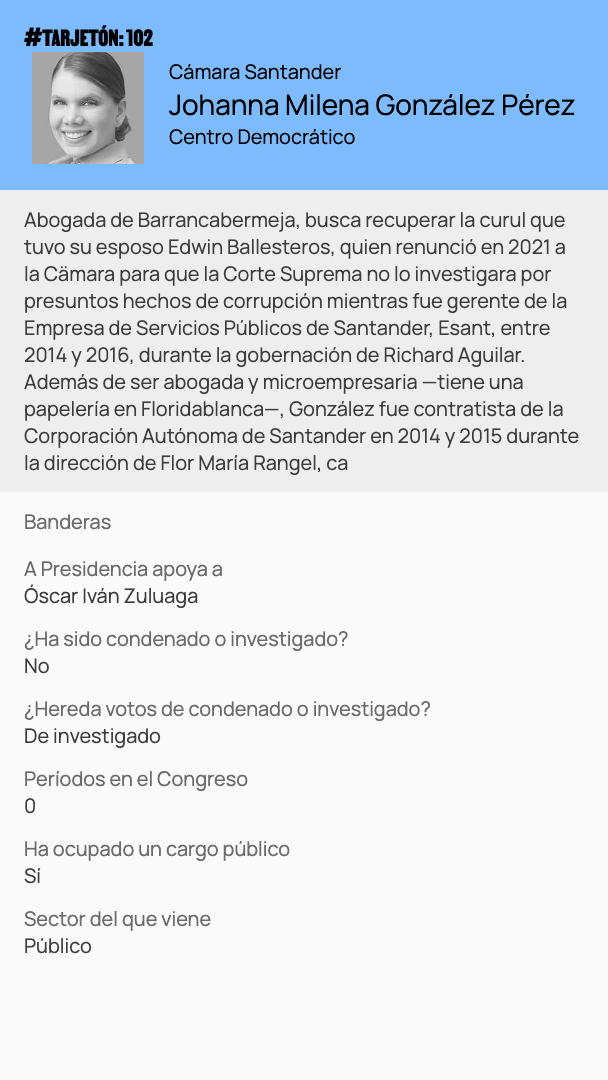 #TARJETÓN: 102
Cámara Santander
Johanna Milena González Pérez
Centro Democrático
Abogada de Barrancabermeja, busca recuperar la curul que
tuvo su esposo Edwin Ballesteros, quien renunció en 2021 a
la Cämara para que la Corte Suprema no lo investigara por
presuntos hechos de corrupción mientras fue gerente de la
Empresa de Servicios Públicos de Santander, Esant, entre
2014 y 2016, durante la gobernación de Richard Aguilar.
Además de ser abogada y microempresaria —tiene una
papelería en Floridablanca—, González fue contratista de la
Corporación Autónoma de Santander en 2014 y 2015 durante
la dirección de Flor María Rangel, ca
Banderas
A Presidencia apoya a
Óscar Iván Zuluaga
¿Ha sido condenado o investigado?
No
¿Hereda votos de condenado o investigado?
De investigado
Períodos en el Congreso
0
Ha ocupado un cargo público
Sí
Sector del que viene
Público